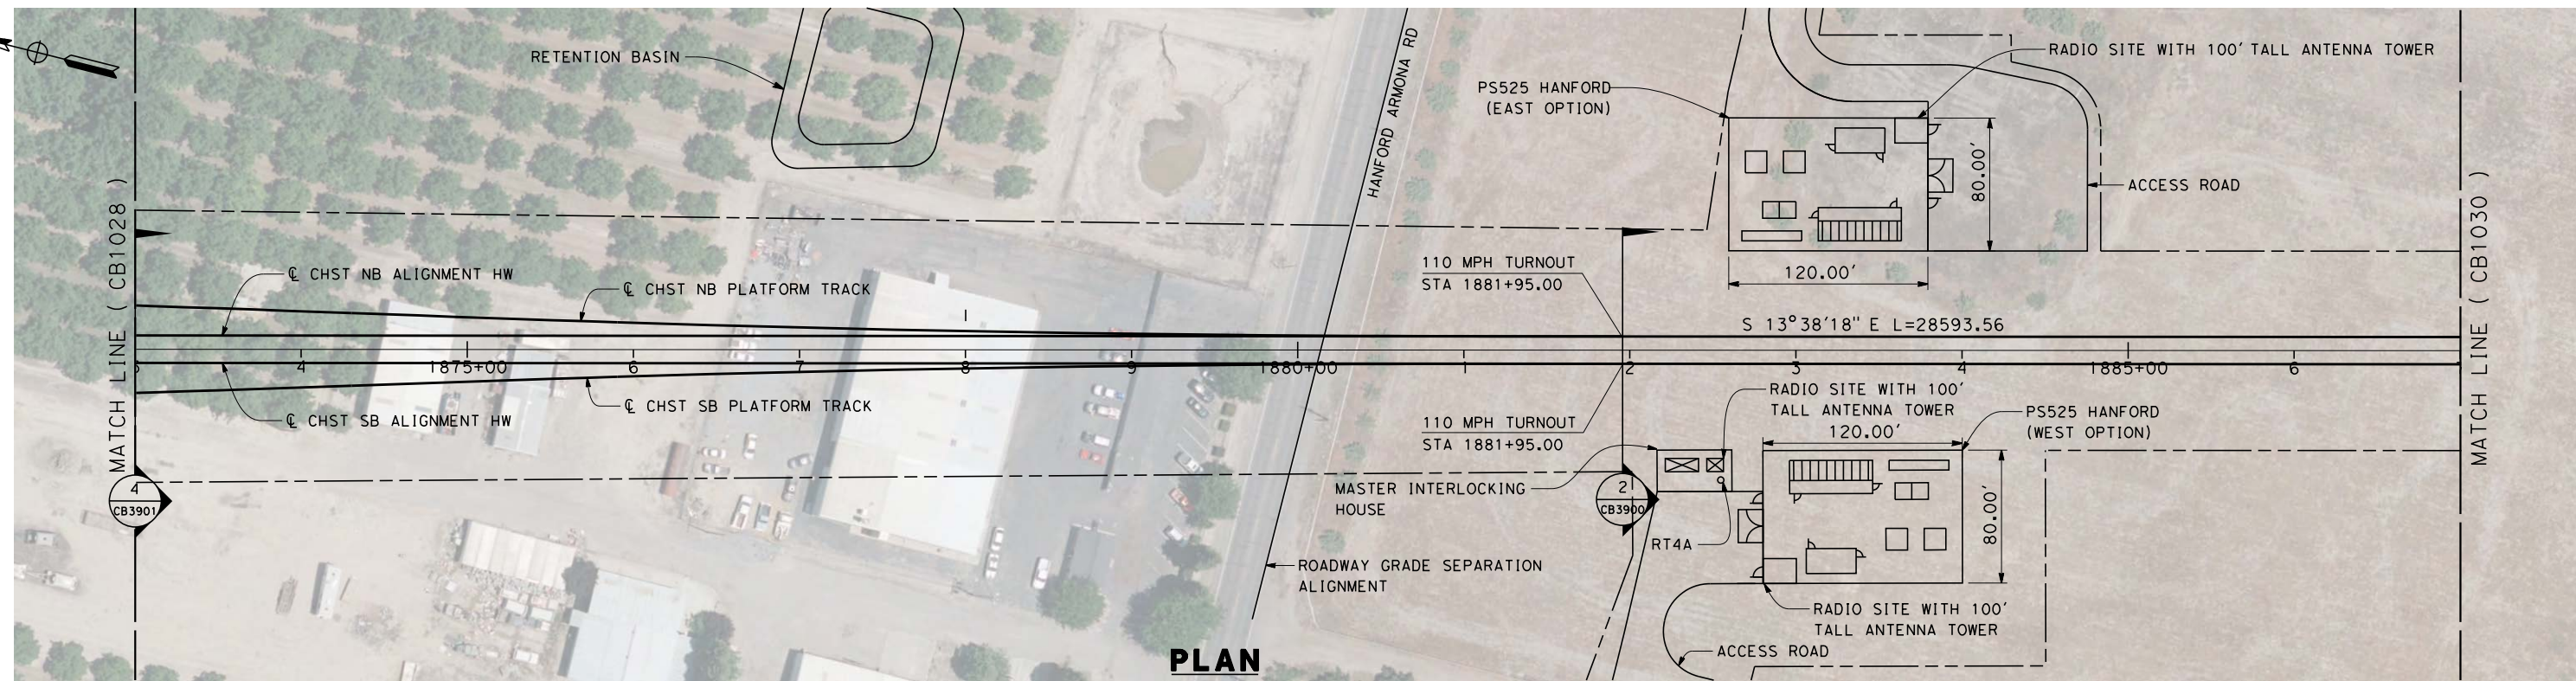 RETENTION BASIN
HANFORD ARMONA RD
RADIO SITE WITH 100' TALL ANTENNA TOWER
PS525 HANFORD
(EAST OPTION)
80.00'
ACCESS ROAD
120.00'
MATCH LINE ( CB1028 )
MATCH LINE ( CB1030 )
℄ CHST NB ALIGNMENT HW
℄ CHST NB PLATFORM TRACK
110 MPH TURNOUT
STA 1881+95.00
S 13°38'18" E L=28593.56
3 4 1875+00 6 7 8 9 1880+00 1 2 3 4 1885+00 6
℄ CHST SB ALIGNMENT HW
℄ CHST SB PLATFORM TRACK
110 MPH TURNOUT
STA 1881+95.00
RADIO SITE WITH 100'
TALL ANTENNA TOWER
PS525 HANFORD
(WEST OPTION)
120.00'
80.00'
4
CB3901
2
CB3900
MASTER INTERLOCKING
HOUSE
RT4A
ROADWAY GRADE SEPARATION
ALIGNMENT
RADIO SITE WITH 100'
TALL ANTENNA TOWER
ACCESS ROAD
PLAN